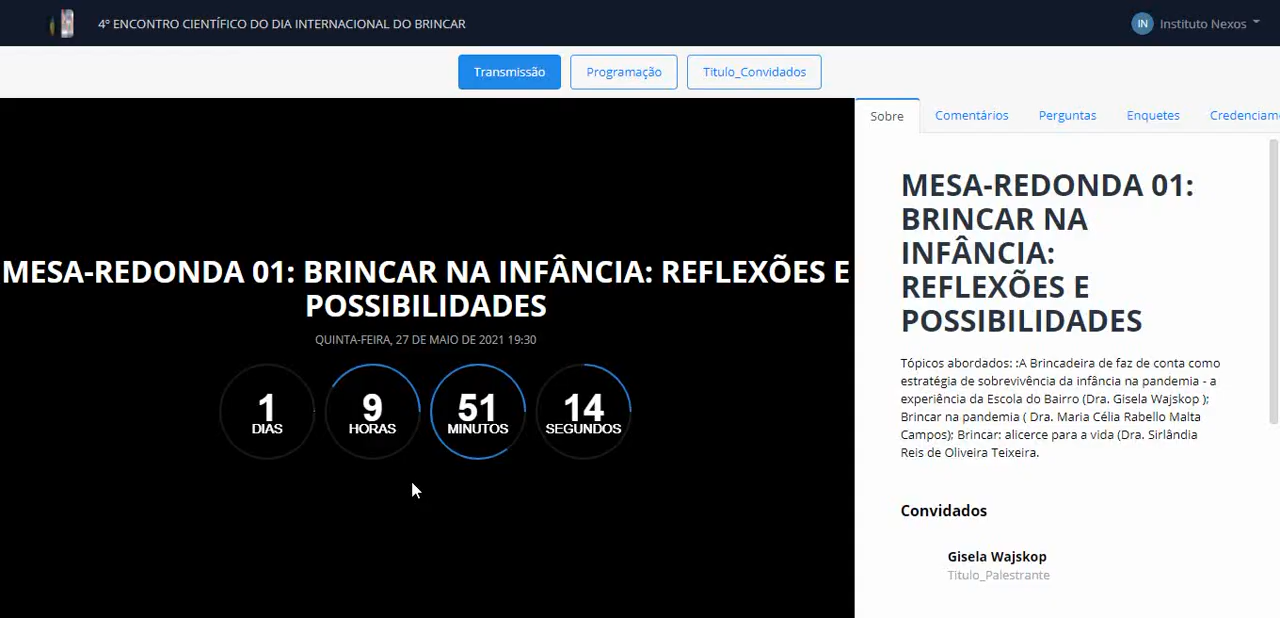 4º ENCONTRO CIENTÍFICO DO DIA INTERNACIONAL DO BRINCAR
IN Instituto Nexos
Transmissão Programação Titulo_Convidados
MESA-REDONDA 01: BRINCAR NA INFÂNCIA: REFLEXÕES E
POSSIBILIDADES
QUINTA-FEIRA, 27 DE MAIO DE 2021 19:30
1 9 51 14
DIAS HORAS MINUTOS SEGUNDOS
Sobre Comentários Perguntas Enquetes Credenciam
MESA-REDONDA 01:
BRINCAR NA
INFÂNCIA:
REFLEXÕES E
POSSIBILIDADES
Tópicos abordados: :A Brincadeira de faz de conta como
estratégia de sobrevivência da infância na pandemia - a
experiência da Escola do Bairro (Dra. Gisela Wajskop );
Brincar na pandemia ( Dra. Maria Célia Rabello Malta
Campos); Brincar: alicerce para a vida (Dra. Sirlândia
Reis de Oliveira Teixeira.
Convidados
Gisela Wajskop
Titulo_Palestrante